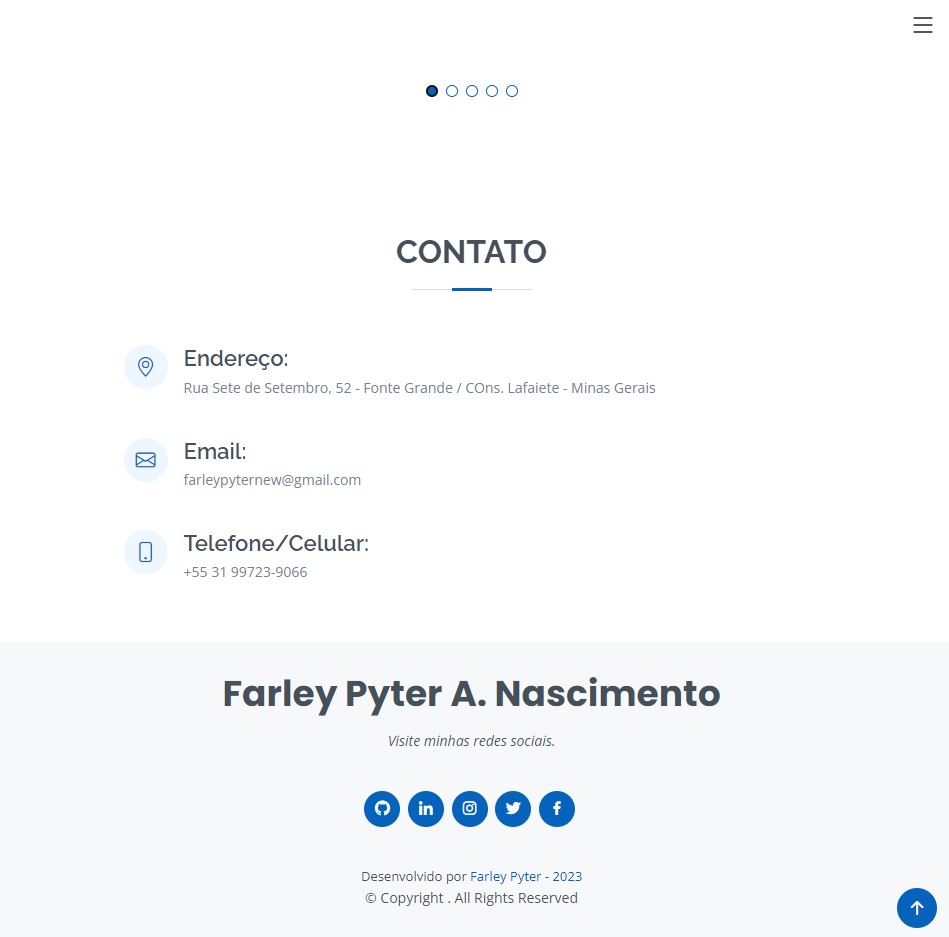 CONTATO
Endereço:
Rua Sete de Setembro, 52 - Fonte Grande / COns. Lafaiete - Minas Gerais
Email:
farleypyternew@gmail.com
Telefone/Celular:
+55 31 99723-9066
Farley Pyter A. Nascimento
Visite minhas redes sociais.
Desenvolvido por Farley Pyter - 2023
© Copyright . All Rights Reserved